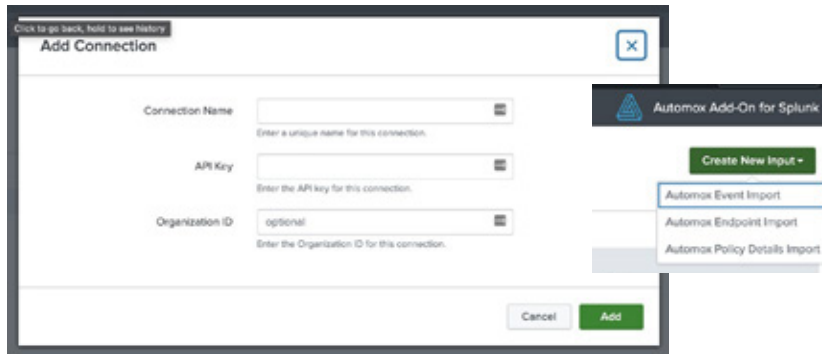 Click to go back, hold to see history
Add Connection
Connection Name
Enter a unique name for this connection.
API Key
Enter the API key for this connection.
Organization ID
optional
Enter the Organization ID for this connection.
Cancel
Add
Automox Add-On for Splunk
Create New Input
Automox Event Import
Automox Endpoint Import
Automox Policy Details Import